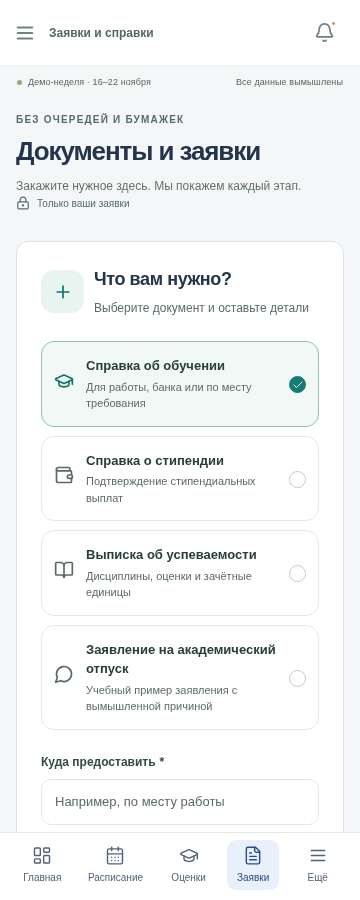 Заявки и справки
Демо-неделя · 16–22 ноября
Все данные вымышлены
БЕЗ ОЧЕРЕДЕЙ И БУМАЖЕК
Документы и заявки
Закажите нужное здесь. Мы покажем каждый этап.
Только ваши заявки
Что вам нужно?
Выберите документ и оставьте детали
Справка об обучении
Для работы, банка или по месту
требования
Справка о стипендии
Подтверждение стипендиальных
выплат
Выписка об успеваемости
Дисциплины, оценки и зачётные
единицы
Заявление на академический
отпуск
Учебный пример заявления с
вымышленной причиной
Куда предоставить *
Например, по месту работы
Главная
Расписание
Оценки
Заявки
Ещё